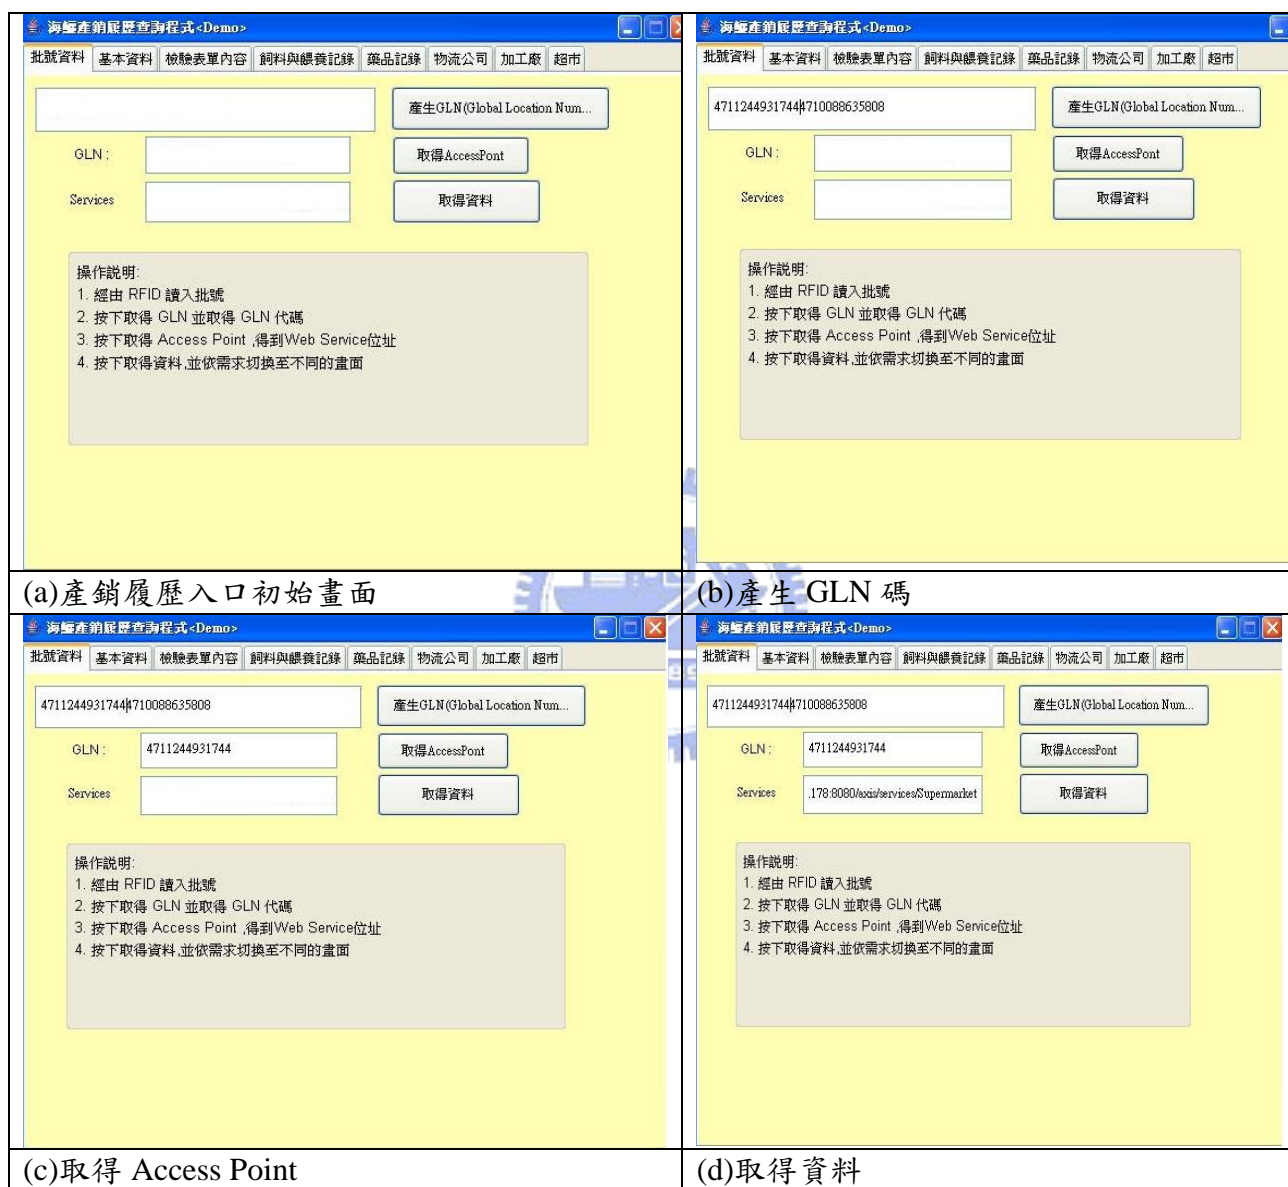 海鱺產銷履歷查詢程式<Demo>
批號資料 基本資料 檢驗表單內容 飼料與餵養記錄 藥品記錄 物流公司 加工廠 超市
產生GLN(Global Location Num...
GLN : 取得AccessPont
Services 取得資料
操作說明:
1. 經由 RFID 讀入批號
2. 按下取得 GLN 並取得 GLN 代碼
3. 按下取得 Access Point ,得到Web Service位址
4. 按下取得資料,並依需求切換至不同的畫面
(a)產銷履歷入口初始畫面
海鱺產銷履歷查詢程式<Demo>
批號資料 基本資料 檢驗表單內容 飼料與餵養記錄 藥品記錄 物流公司 加工廠 超市
4711244931744|4710088635808 產生GLN(Global Location Num...
GLN : 取得AccessPont
Services 取得資料
操作說明:
1. 經由 RFID 讀入批號
2. 按下取得 GLN 並取得 GLN 代碼
3. 按下取得 Access Point ,得到Web Service位址
4. 按下取得資料,並依需求切換至不同的畫面
(b)產生 GLN 碼
海鱺產銷履歷查詢程式<Demo>
批號資料 基本資料 檢驗表單內容 飼料與餵養記錄 藥品記錄 物流公司 加工廠 超市
4711244931744|4710088635808 產生GLN(Global Location Num...
GLN : 4711244931744 取得AccessPont
Services 取得資料
操作說明:
1. 經由 RFID 讀入批號
2. 按下取得 GLN 並取得 GLN 代碼
3. 按下取得 Access Point ,得到Web Service位址
4. 按下取得資料,並依需求切換至不同的畫面
(c)取得 Access Point
海鱺產銷履歷查詢程式<Demo>
批號資料 基本資料 檢驗表單內容 飼料與餵養記錄 藥品記錄 物流公司 加工廠 超市
4711244931744|4710088635808 產生GLN(Global Location Num...
GLN : 4711244931744 取得AccessPont
Services .178:8080/axis/services/Supermarket 取得資料
操作說明:
1. 經由 RFID 讀入批號
2. 按下取得 GLN 並取得 GLN 代碼
3. 按下取得 Access Point ,得到Web Service位址
4. 按下取得資料,並依需求切換至不同的畫面
(d)取得資料